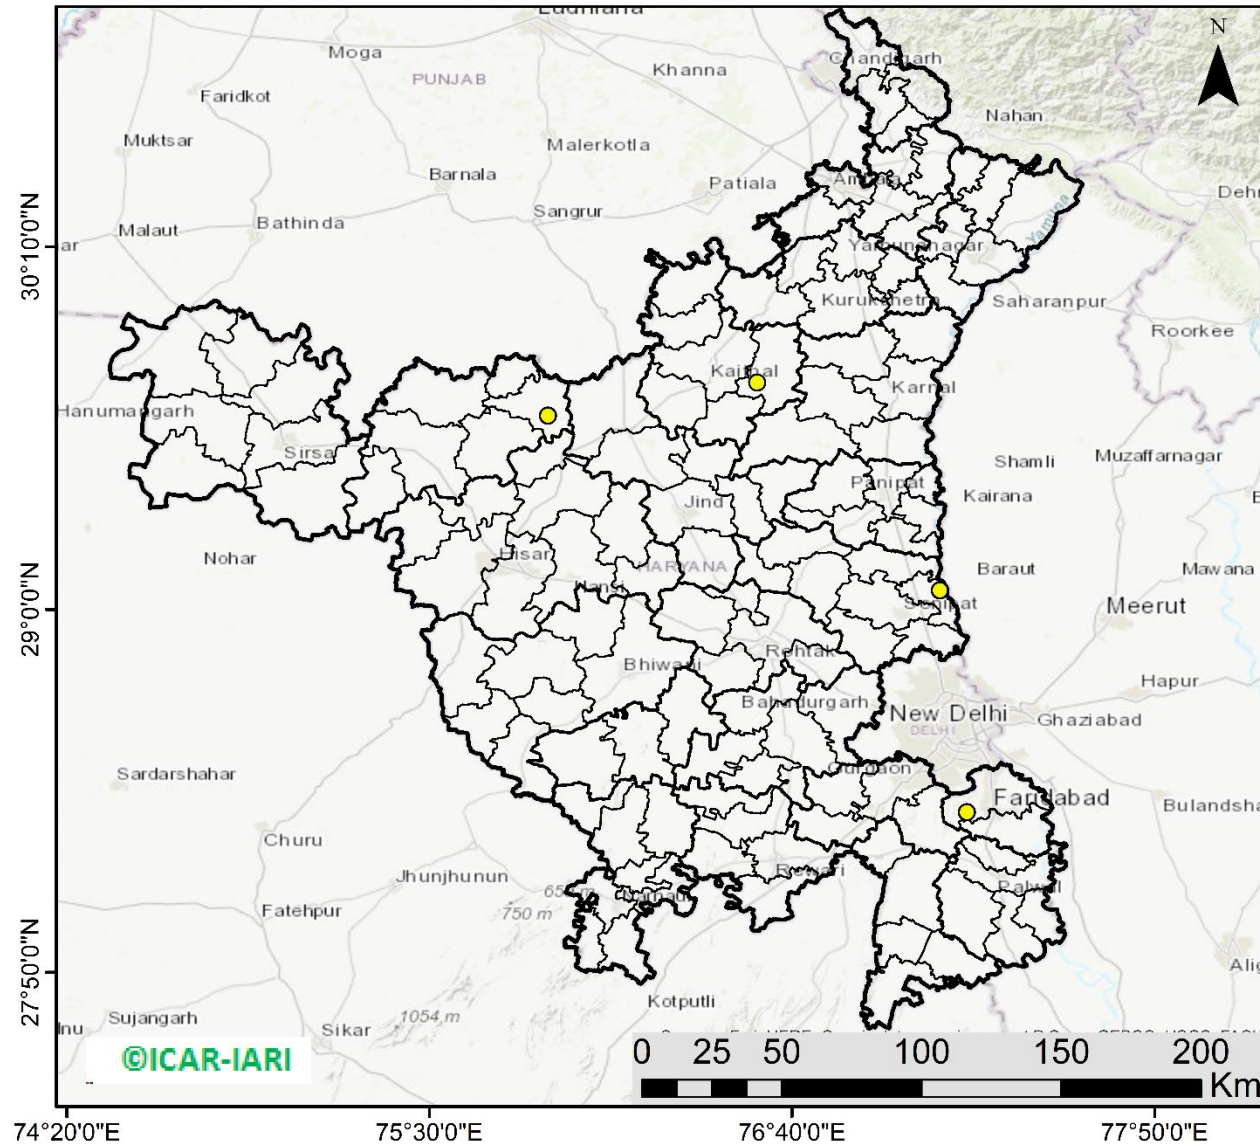 Ludhiana
N
Moga
Chandigarh
PUNJAB
Khanna
Faridkot
Nahan
Muktsar
Malerkotla
Barnala
Patiala
Ambala
Sangrur
Bathinda
Malaut
Yamuna
Yamunanagar
30°10'0"N
Kurukshetra
Saharanpur
Roorkee
Kaithal
Karnal
Hanumangarh
Sirsa
Shamli
Muzaffarnagar
Panipat
Kairana
Jind
Nohar
Hisar
HARYANA
Baraut
Mawana
Hansi
29°0'0"N
Sonipat
Meerut
Rohtak
Bhiwani
Hapur
Bahadurgarh
New Delhi
Ghaziabad
DELHI
Sardarshahar
Gurgaon
Faridabad
Churu
Jhunjhunun
Rewari
Narnaul
Palwal
750 m
Fatehpur
27°50'0"N
Kotputli
Sujangarh
1054 m
Sikar
©ICAR-IARI
0 25 50 100 150 200
Km
74°20'0"E 75°30'0"E 76°40'0"E 77°50'0"E